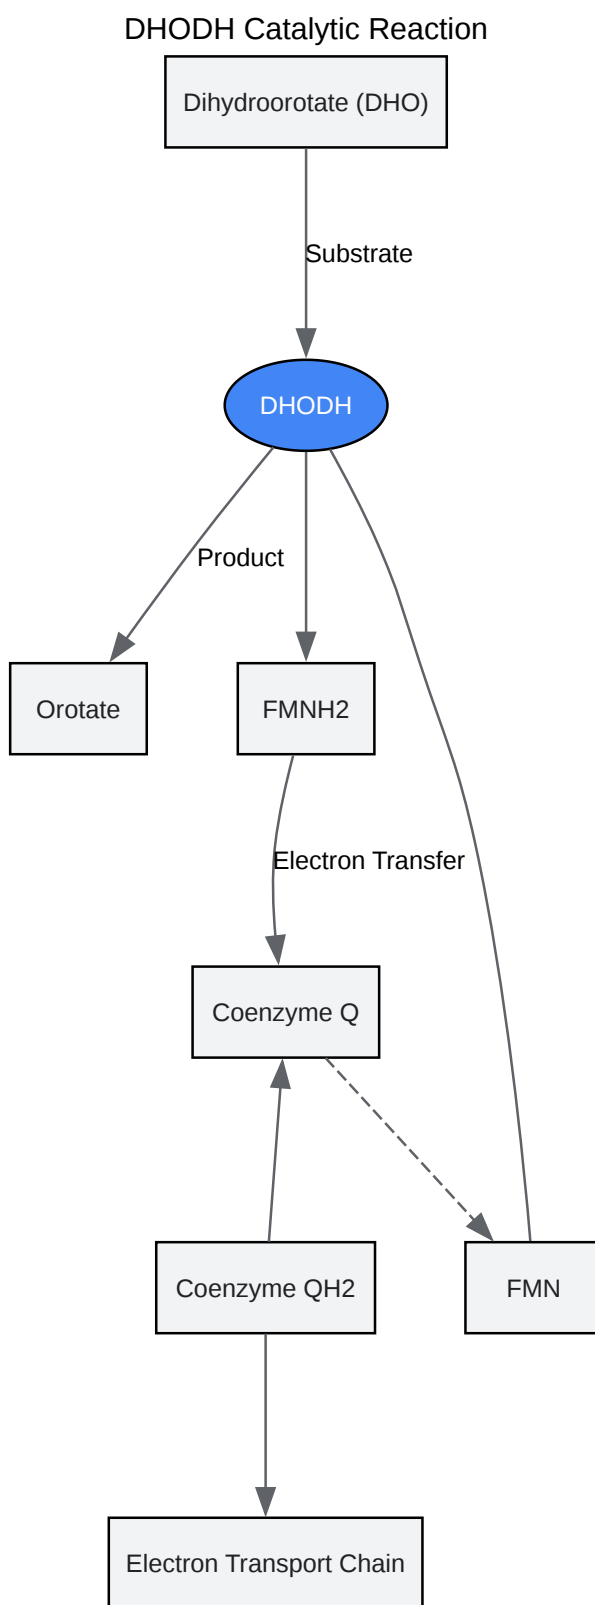 DHODH Catalytic Reaction
Dihydroorotate (DHO)
Substrate
DHODH
Product
Orotate
FMNH2
Electron Transfer
Coenzyme Q
Coenzyme QH2
FMN
Electron Transport Chain